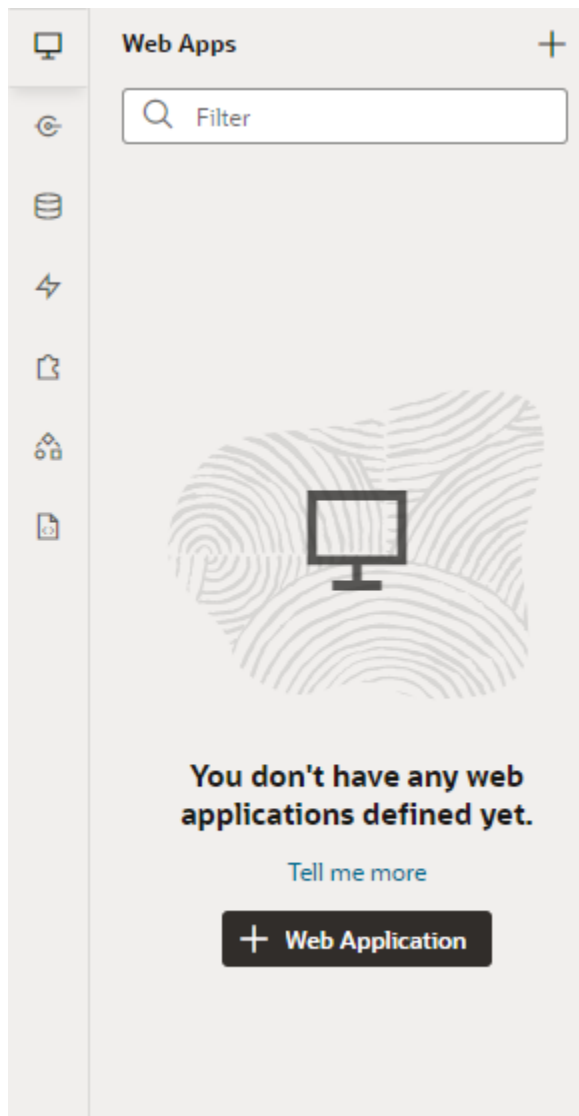 Web Apps
Filter
You don't have any web
applications defined yet.
Tell me more
Web Application